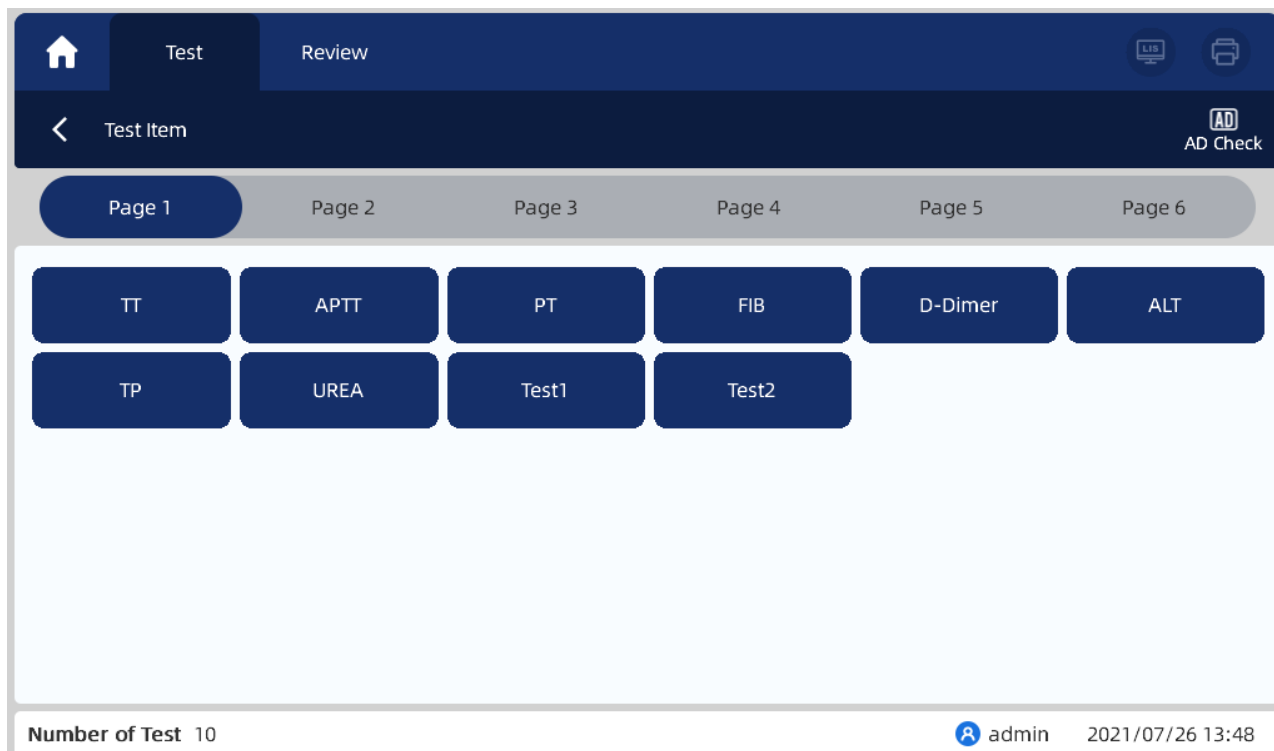 Test Review LIS
Test Item AD
AD Check
Page 1 Page 2 Page 3 Page 4 Page 5 Page 6
TT APTT PT FIB D-Dimer ALT
TP UREA Test1 Test2
Number of Test 10 admin 2021/07/26 13:48